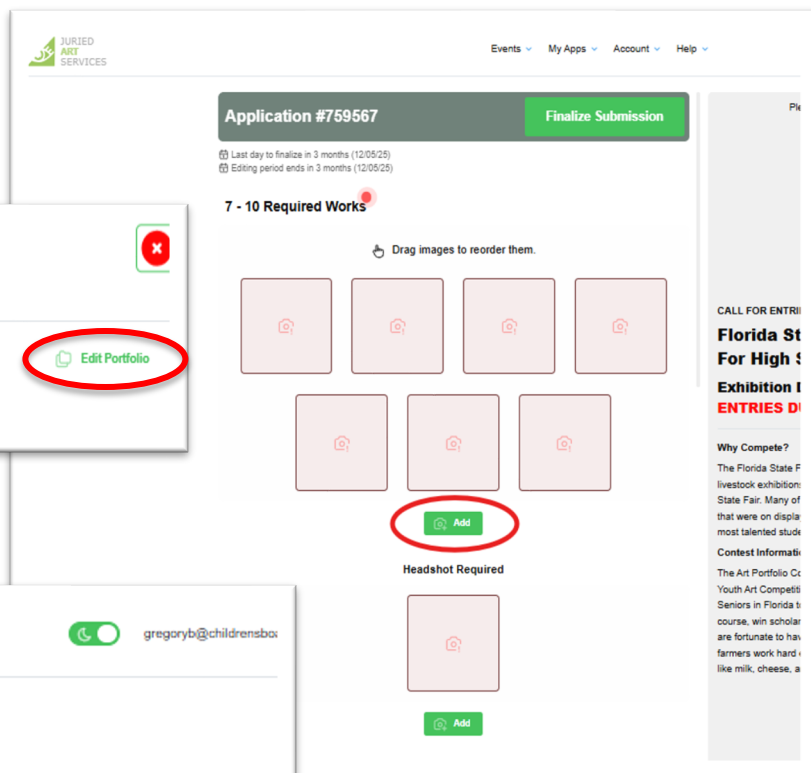 JURIED
ART
SERVICES
Events
My Apps
Account
Help
Application #759567
Finalize Submission
Last day to finalize in 3 months (12/05/25)
Editing period ends in 3 months (12/05/25)
7 - 10 Required Works
Drag images to reorder them.
Edit Portfolio
Add
Headshot Required
Add
gregoryb@childrensbo
CALL FOR ENTRI
Florida St
For High
Exhibition
ENTRIES D
Why Compete?
The Florida State F
livestock exhibition
State Fair. Many of
that were on displa
most talented stude
Contest Informati
The Art Portfolio Co
Youth Art Competiti
Seniors in Florida
course, win scholar
are fortunate to ha
farmers work hard
like milk, cheese, a